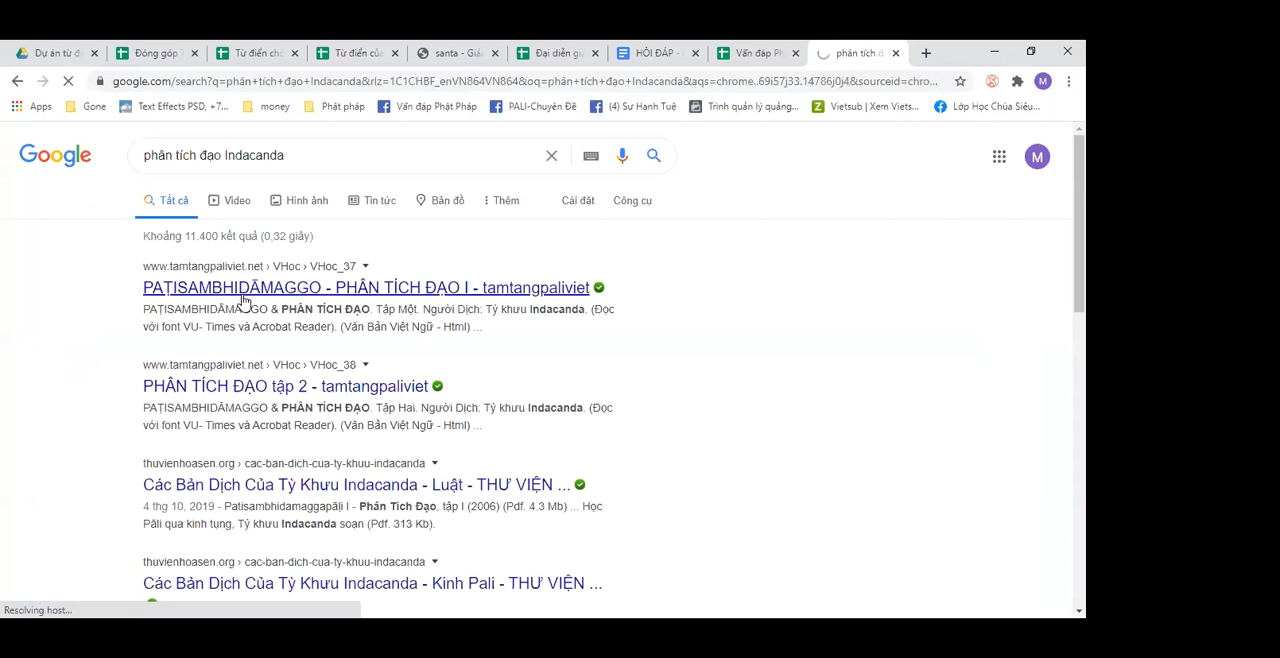 Dự án từ đ
Đóng góp T
Từ điển chỉ
Từ điển củ
santa - Giả
Đại diễn giả
HỎI ĐÁP -
Vấn đáp Ph
phân tích đ
google.com/search?q=phân+tích+đạo+Indacanda&rlz=1C1CHBF_enVN864VN864&oq=phân+tích+đạo+Indacanda&aqs=chrome..69i57j33.14786j0j4&sourceid=chro...
M
Apps
Gone
Text Effects PSD, +7...
money
Phật pháp
Vấn đáp Phật Pháp
PALI-Chuyên Đề
(4) Sư Hạnh Tuệ
Trình quản lý quảng...
Vietsub | Xem Viets...
Lớp Học Chùa Siêu...
Google
phân tích đạo Indacanda
M
Tất cả
Video
Hình ảnh
Tin tức
Bản đồ
Thêm
Cài đặt
Công cụ
Khoảng 11.400 kết quả (0,32 giây)
www.tamtangpaliviet.net › VHoc › VHoc_37
PAṬISAMBHIDĀMAGGO - PHÂN TÍCH ĐẠO I - tamtangpaliviet
PAṬISAMBHIDĀMAGGO & PHÂN TÍCH ĐẠO. Tập Một. Người Dịch: Tỳ khưu Indacanda. (Đọc
với font VU- Times và Acrobat Reader). (Văn Bản Việt Ngữ - Html) ...
www.tamtangpaliviet.net › VHoc › VHoc_38
PHÂN TÍCH ĐẠO tập 2 - tamtangpaliviet
PAṬISAMBHIDĀMAGGO & PHÂN TÍCH ĐẠO. Tập Hai. Người Dịch: Tỳ khưu Indacanda. (Đọc
với font VU- Times và Acrobat Reader). (Văn Bản Việt Ngữ - Html) ...
thuvienhoasen.org › cac-ban-dich-cua-ty-khuu-indacanda
Các Bản Dịch Của Tỳ Khưu Indacanda - Luật - THƯ VIỆN ...
4 thg 10, 2019 - Patisambhidamaggapāḷi I - Phân Tích Đạo, tập I (2006) (Pdf. 4.3 Mb) ... Học
Pāli qua kinh tụng, Tỳ khưu Indacanda soạn (Pdf. 313 Kb).
thuvienhoasen.org › cac-ban-dich-cua-ty-khuu-indacanda
Các Bản Dịch Của Tỳ Khưu Indacanda - Kinh Pali - THƯ VIỆN ...
Resolving host...